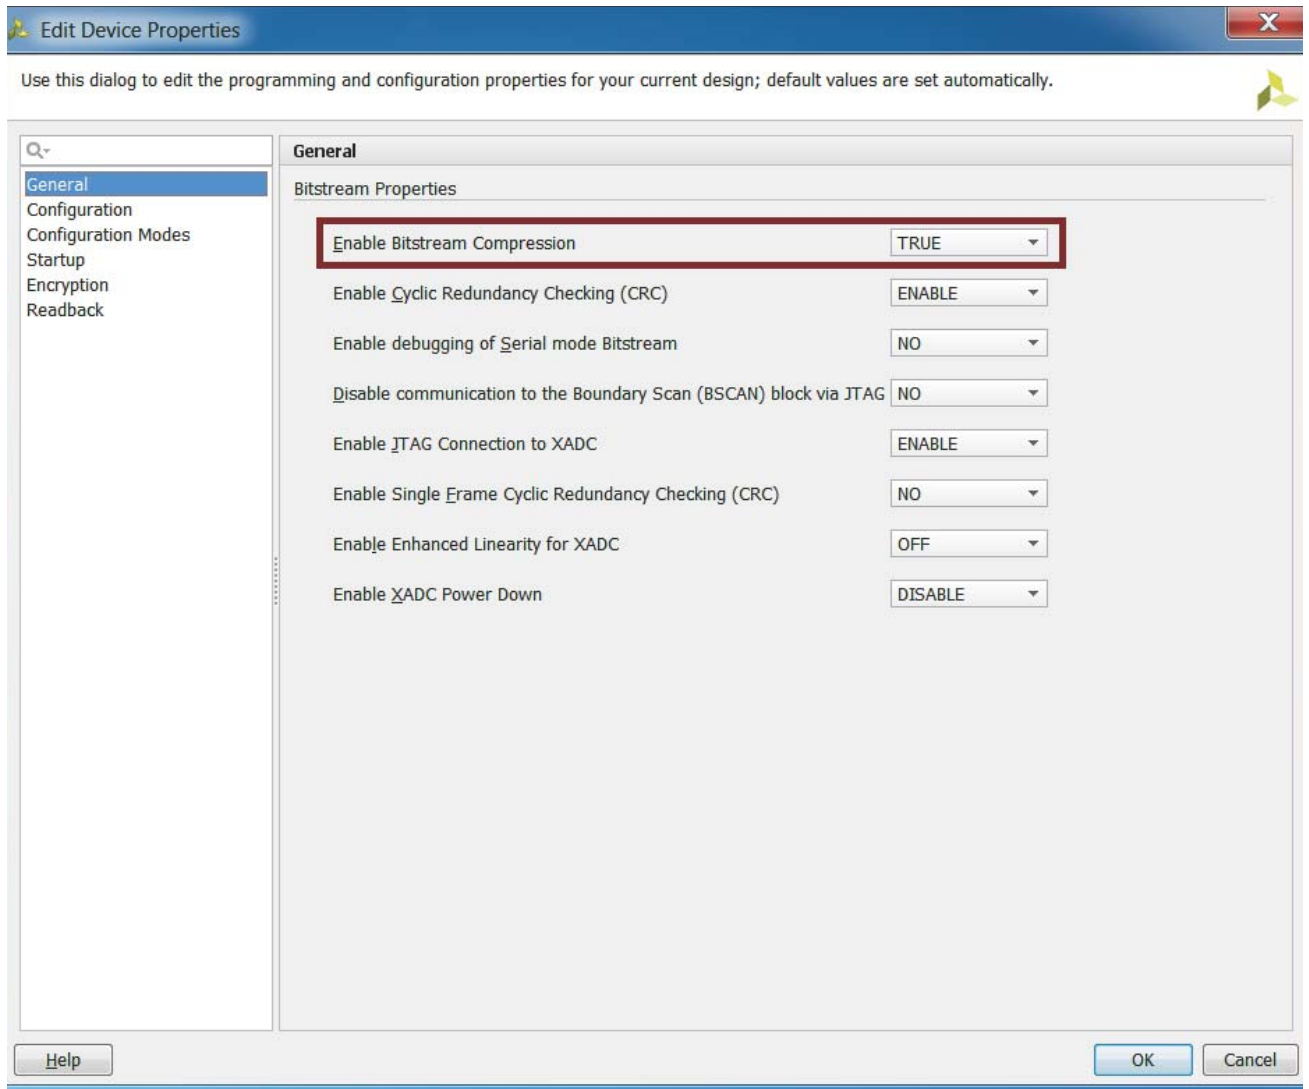 Edit Device Properties
X
Use this dialog to edit the programming and configuration properties for your current design; default values are set automatically.
General
Configuration
Configuration Modes
Startup
Encryption
Readback
General
Bitstream Properties
Enable Bitstream Compression TRUE
Enable Cyclic Redundancy Checking (CRC) ENABLE
Enable debugging of Serial mode Bitstream NO
Disable communication to the Boundary Scan (BSCAN) block via JTAG NO
Enable JTAG Connection to XADC ENABLE
Enable Single Frame Cyclic Redundancy Checking (CRC) NO
Enable Enhanced Linearity for XADC OFF
Enable XADC Power Down DISABLE
Help OK Cancel